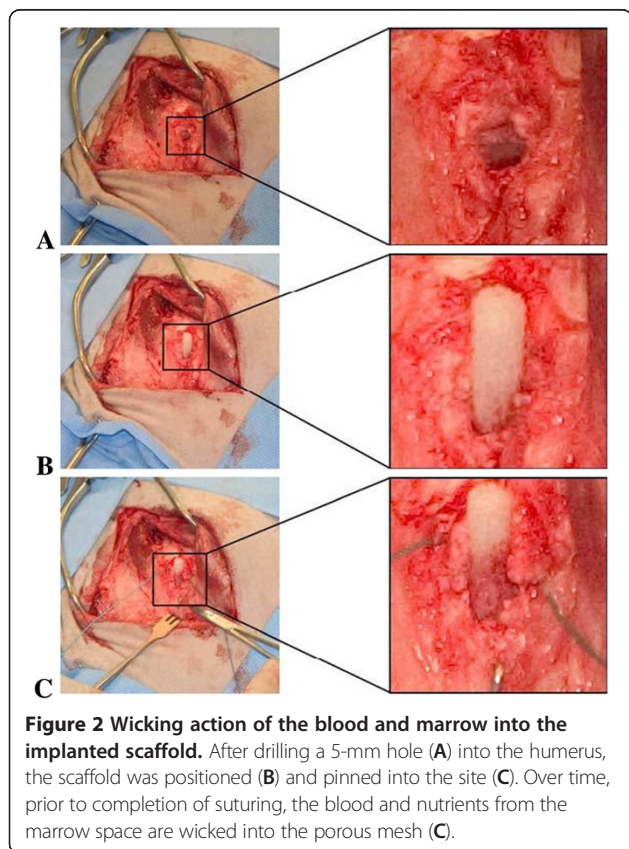 A
B
C
Figure 2 Wicking action of the blood and marrow into the
implanted scaffold. After drilling a 5-mm hole (A) into the humerus,
the scaffold was positioned (B) and pinned into the site (C). Over time,
prior to completion of suturing, the blood and nutrients from the
marrow space are wicked into the porous mesh (C).